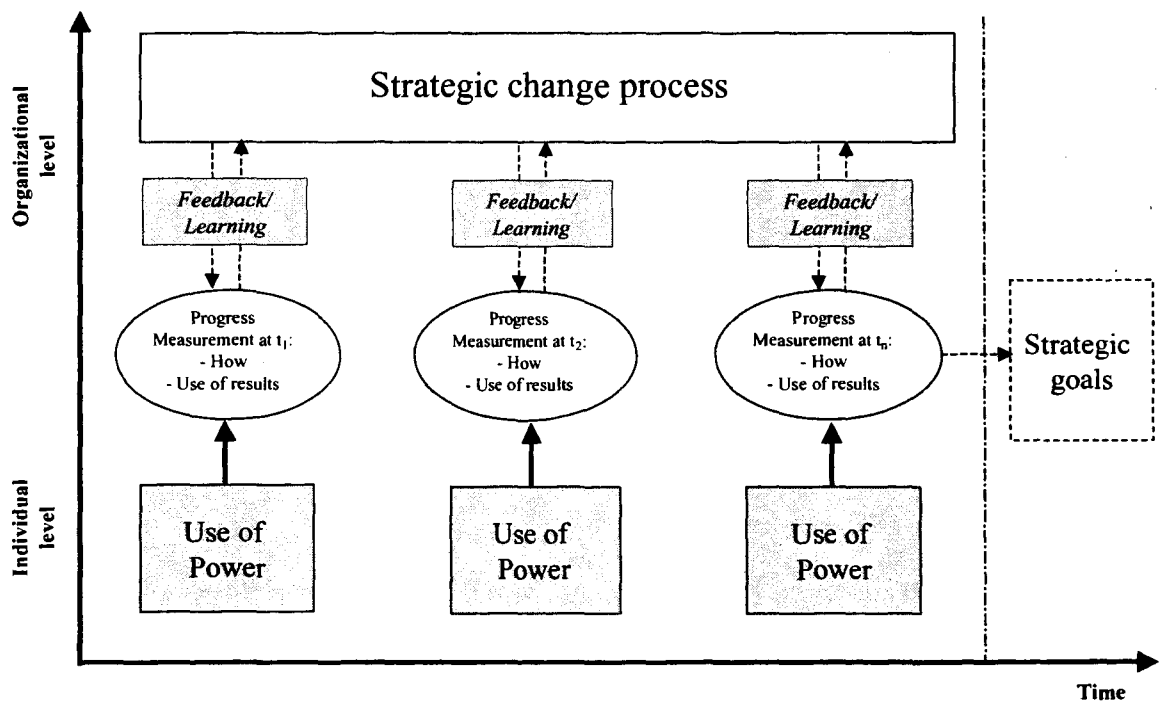 Organizational
level
Strategic change process
Feedback/
Learning
Feedback/
Learning
Feedback/
Learning
Progress
Measurement at t₁:
- How
- Use of results
Progress
Measurement at t₂:
- How
- Use of results
Progress
Measurement at tₙ:
- How
- Use of results
Strategic
goals
Individual
level
Use of
Power
Use of
Power
Use of
Power
Time